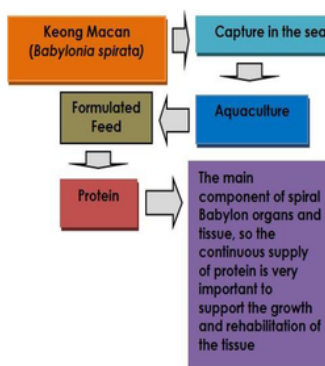 Keong Macan
(Babylonia spirata)
Capture in the sea
Aquaculture
Formulated
Feed
Protein
The main
component of spiral
Babylon organs and
tissue, so the
continuous supply
of protein is very
important to
support the growth
and rehabilitation of
the tissue